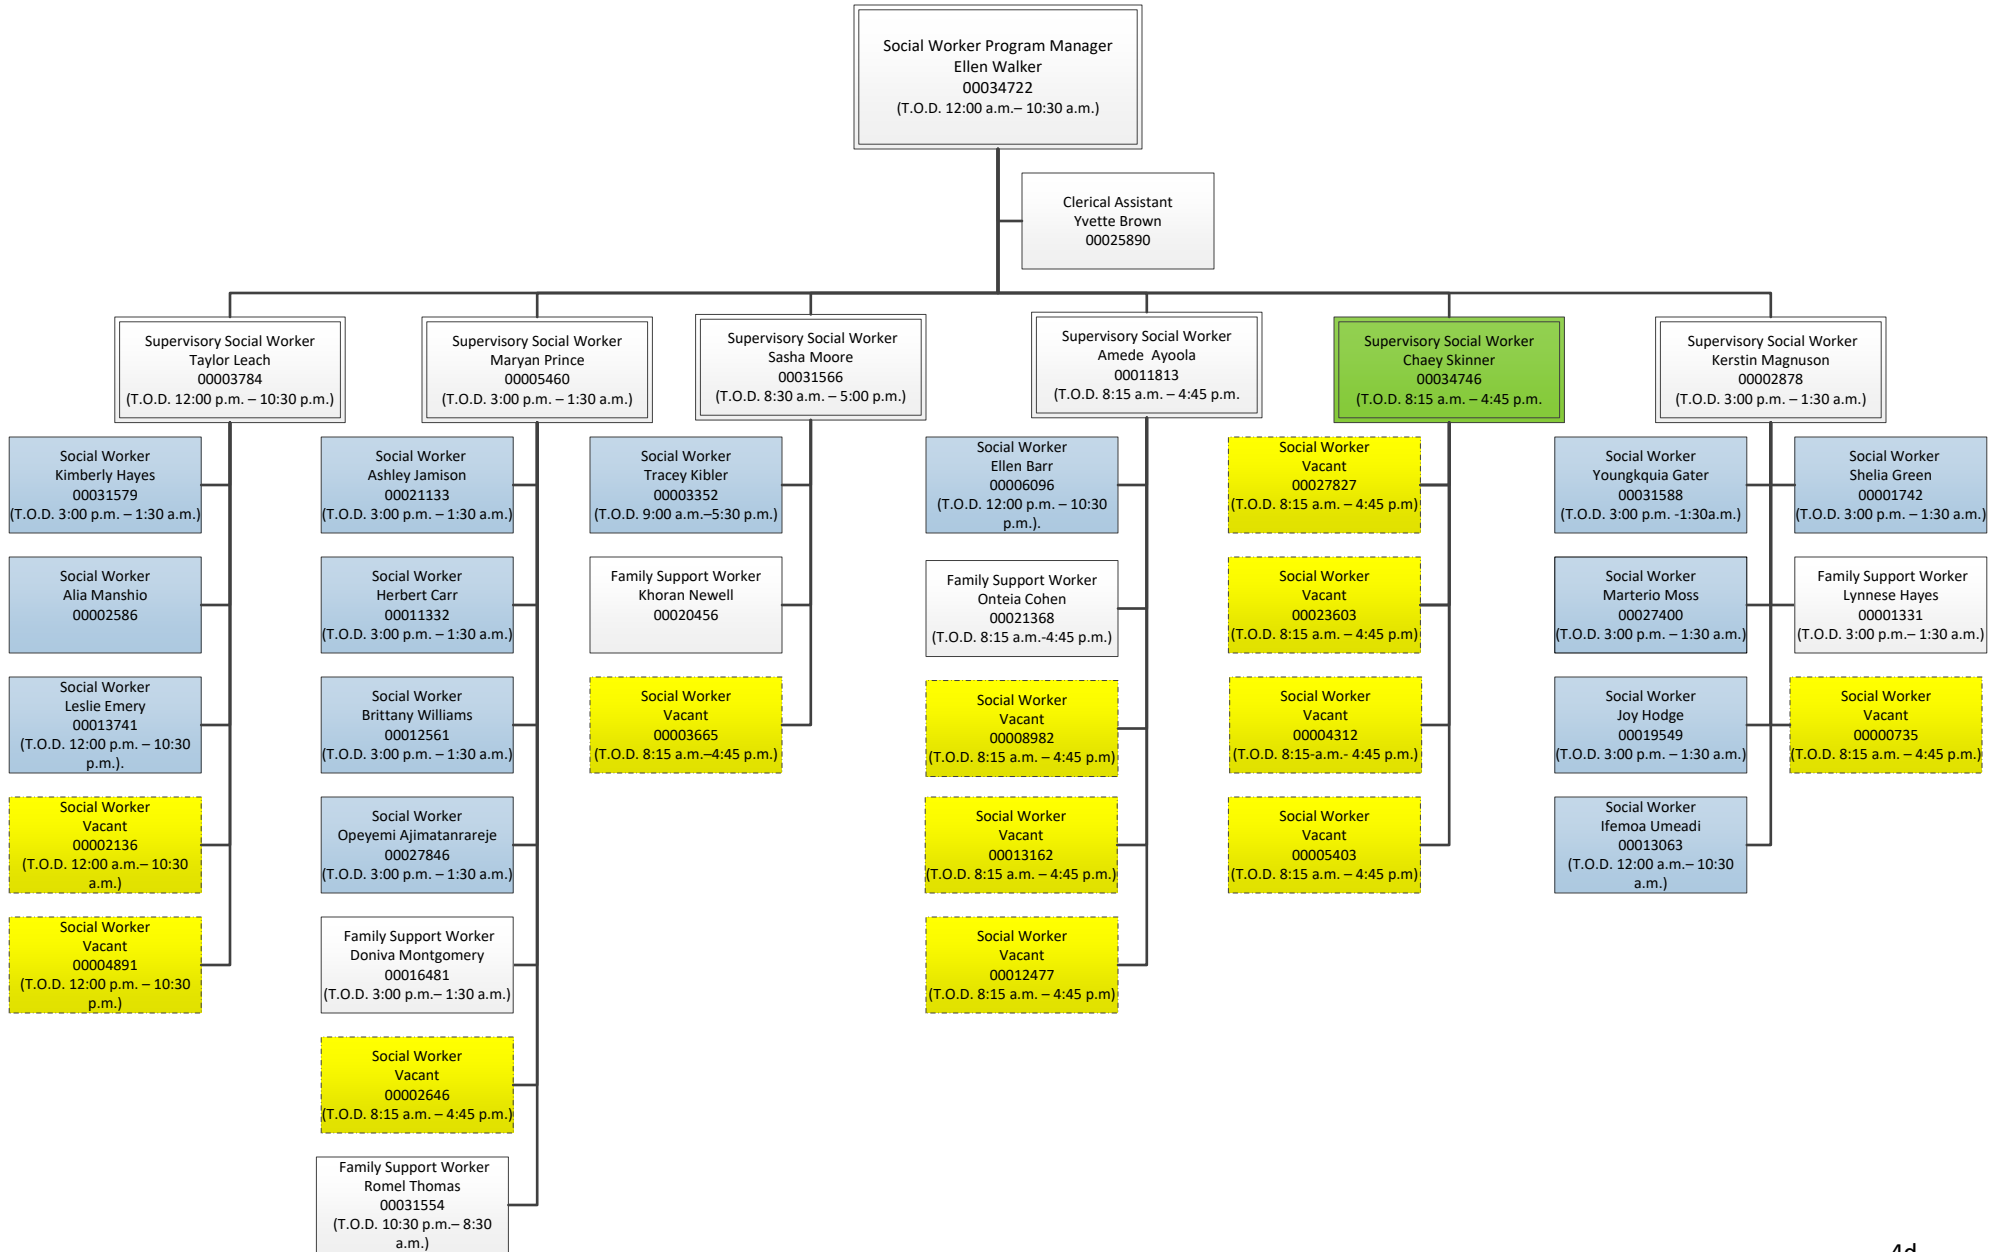 Social Worker Program Manager
Ellen Walker
00034722
(T.O.D. 12:00 a.m.– 10:30 a.m.)
Clerical Assistant
Yvette Brown
00025890
Supervisory Social Worker
Taylor Leach
00003784
(T.O.D. 12:00 p.m. – 10:30 p.m.)
Supervisory Social Worker
Maryan Prince
00005460
(T.O.D. 3:00 p.m. – 1:30 a.m.)
Supervisory Social Worker
Sasha Moore
00031566
(T.O.D. 8:30 a.m. – 5:00 p.m.)
Supervisory Social Worker
Amede  Ayoola
00011813
(T.O.D. 8:15 a.m. – 4:45 p.m.
Supervisory Social Worker
Chaey Skinner
00034746
(T.O.D. 8:15 a.m. – 4:45 p.m.
Supervisory Social Worker
Kerstin Magnuson
00002878
(T.O.D. 3:00 p.m. – 1:30 a.m.)
Social Worker
Kimberly Hayes
00031579
(T.O.D. 3:00 p.m. – 1:30 a.m.)
Social Worker
Alia Manshio
00002586
Social Worker
Leslie Emery
00013741
(T.O.D. 12:00 p.m. – 10:30
p.m.).
Social Worker
Vacant
00002136
(T.O.D. 12:00 a.m.– 10:30
a.m.)
Social Worker
Vacant
00004891
(T.O.D. 12:00 p.m. – 10:30
p.m.)
Social Worker
Ashley Jamison
00021133
(T.O.D. 3:00 p.m. – 1:30 a.m.)
Social Worker
Herbert Carr
00011332
(T.O.D. 3:00 p.m. – 1:30 a.m.)
Social Worker
Brittany Williams
00012561
(T.O.D. 3:00 p.m. – 1:30 a.m.)
Social Worker
Opeyemi Ajimatanrareje
00027846
(T.O.D. 3:00 p.m. – 1:30 a.m.)
Family Support Worker
Doniva Montgomery
00016481
(T.O.D. 3:00 p.m.– 1:30 a.m.)
Social Worker
Vacant
00002646
(T.O.D. 8:15 a.m. – 4:45 p.m.)
Family Support Worker
Romel Thomas
00031554
(T.O.D. 10:30 p.m.– 8:30
a.m.)
Social Worker
Tracey Kibler
00003352
(T.O.D. 9:00 a.m.–5:30 p.m.)
Family Support Worker
Khoran Newell
00020456
Social Worker
Vacant
00003665
(T.O.D. 8:15 a.m.–4:45 p.m.)
Social Worker
Ellen Barr
00006096
(T.O.D. 12:00 p.m. – 10:30
p.m.).
Family Support Worker
Onteia Cohen
00021368
(T.O.D. 8:15 a.m.-4:45 p.m.)
Social Worker
Vacant
00008982
(T.O.D. 8:15 a.m. – 4:45 p.m)
Social Worker
Vacant
00013162
(T.O.D. 8:15 a.m. – 4:45 p.m.)
Social Worker
Vacant
00012477
(T.O.D. 8:15 a.m. – 4:45 p.m)
Social Worker
Vacant
00027827
(T.O.D. 8:15 a.m. – 4:45 p.m)
Social Worker
Vacant
00023603
(T.O.D. 8:15 a.m. – 4:45 p.m)
Social Worker
Vacant
00004312
(T.O.D. 8:15-a.m.- 4:45 p.m.)
Social Worker
Vacant
00005403
(T.O.D. 8:15 a.m. – 4:45 p.m)
Social Worker
Youngkquia Gater
00031588
(T.O.D. 3:00 p.m. -1:30a.m.)
Social Worker
Marterio Moss
00027400
(T.O.D. 3:00 p.m. – 1:30 a.m.)
Social Worker
Joy Hodge
00019549
(T.O.D. 3:00 p.m. – 1:30 a.m.)
Social Worker
Ifemoa Umeadi
00013063
(T.O.D. 12:00 a.m.– 10:30
a.m.)
Social Worker
Shelia Green
00001742
(T.O.D. 3:00 p.m. – 1:30 a.m.)
Family Support Worker
Lynnese Hayes
00001331
(T.O.D. 3:00 p.m.– 1:30 a.m.)
Social Worker
Vacant
00000735
(T.O.D. 8:15 a.m. – 4:45 p.m.)
4d